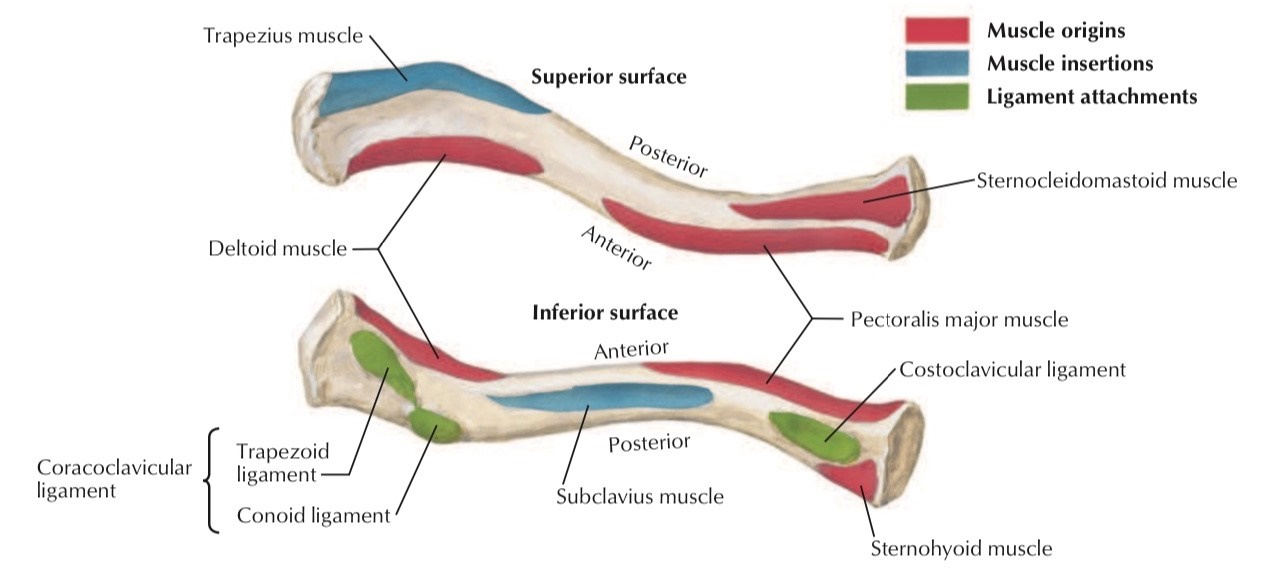 Trapezius muscle
Superior surface
Muscle origins
Muscle insertions
Ligament attachments
Posterior
Sternocleidomastoid muscle
Deltoid muscle
Anterior
Inferior surface
Pectoralis major muscle
Anterior
Costoclavicular ligament
Posterior
Coracoclavicular
ligament
Trapezoid
ligament
Conoid ligament
Subclavius muscle
Sternohyoid muscle